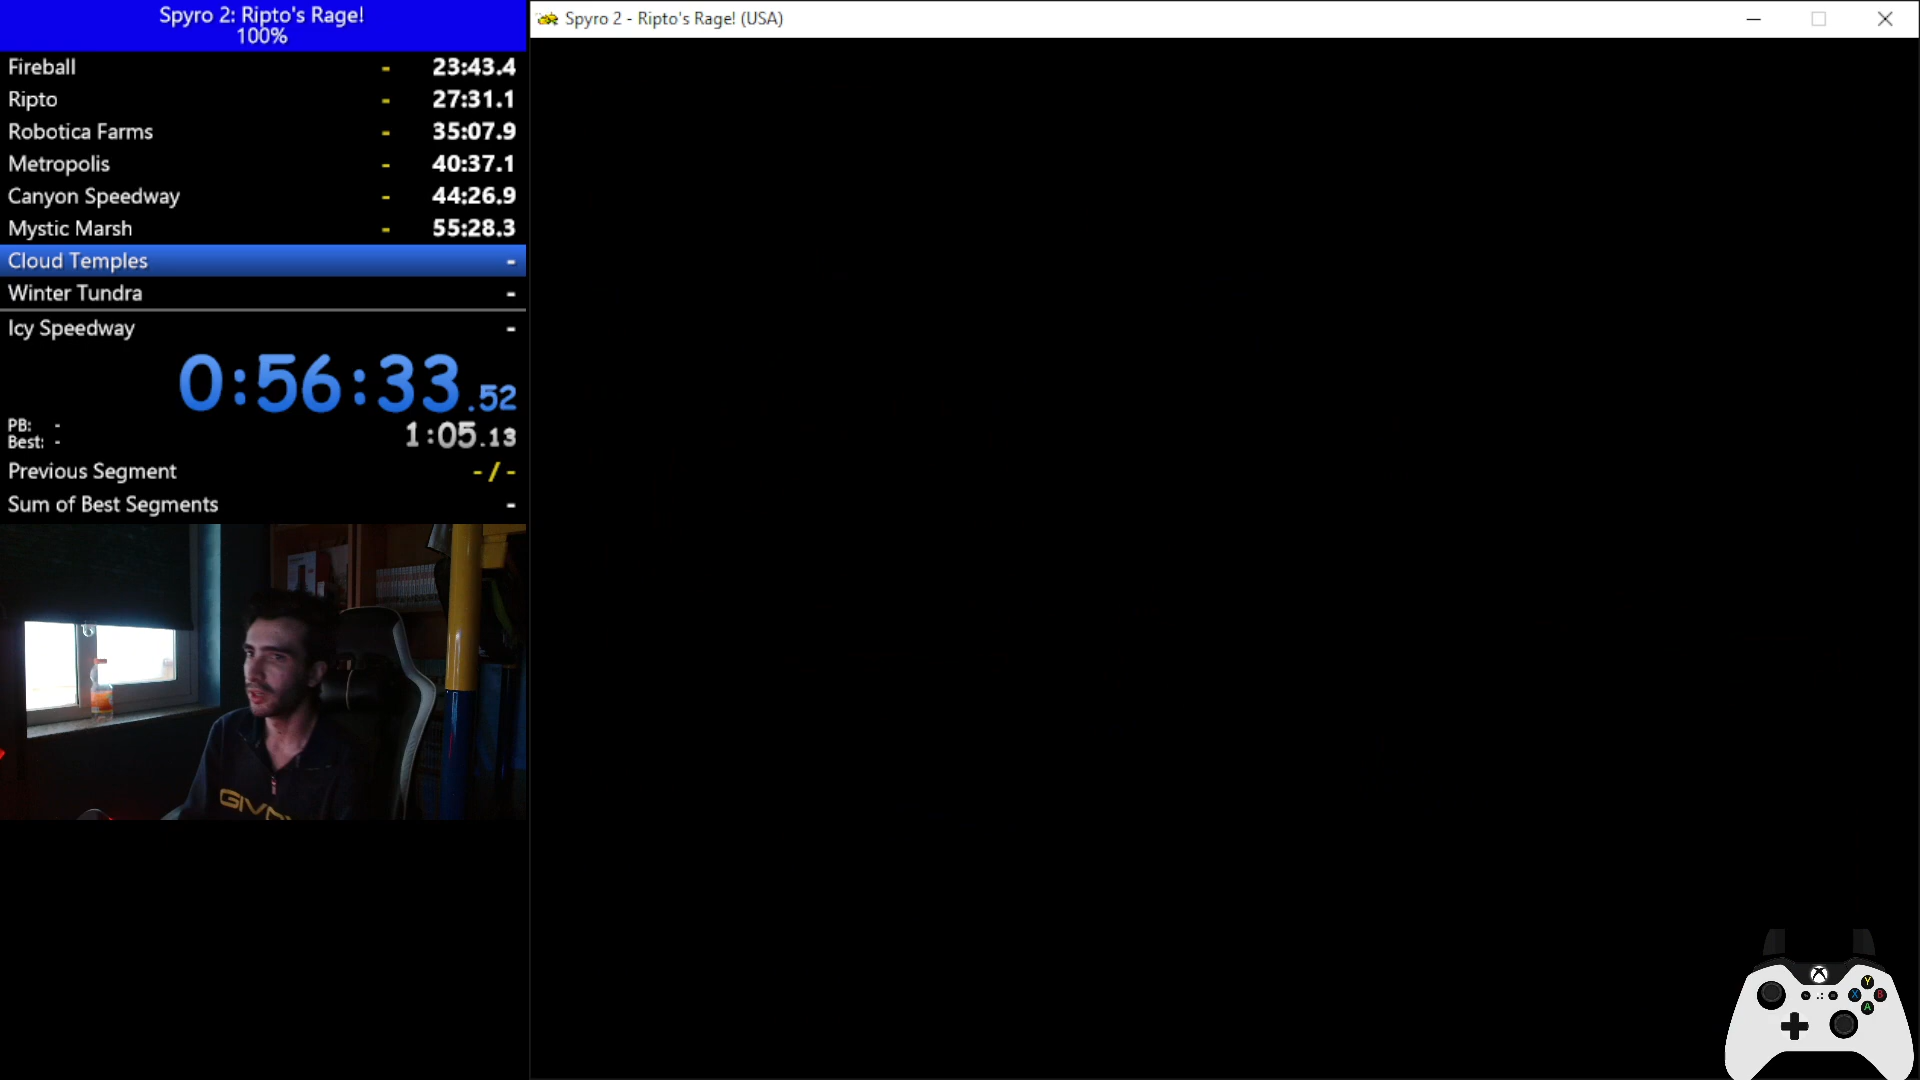 Spyro 2: Ripto's Rage!
100%
Fireball - 23:43.4
Ripto - 27:31.1
Robotica Farms - 35:07.9
Metropolis - 40:37.1
Canyon Speedway - 44:26.9
Mystic Marsh - 55:28.3
Cloud Temples -
Winter Tundra -
Icy Speedway -
0:56:33.52
PB: -
Best: -
1:05.13
Previous Segment -/-
Sum of Best Segments -
Spyro 2 - Ripto's Rage! (USA)
Y
X B
A